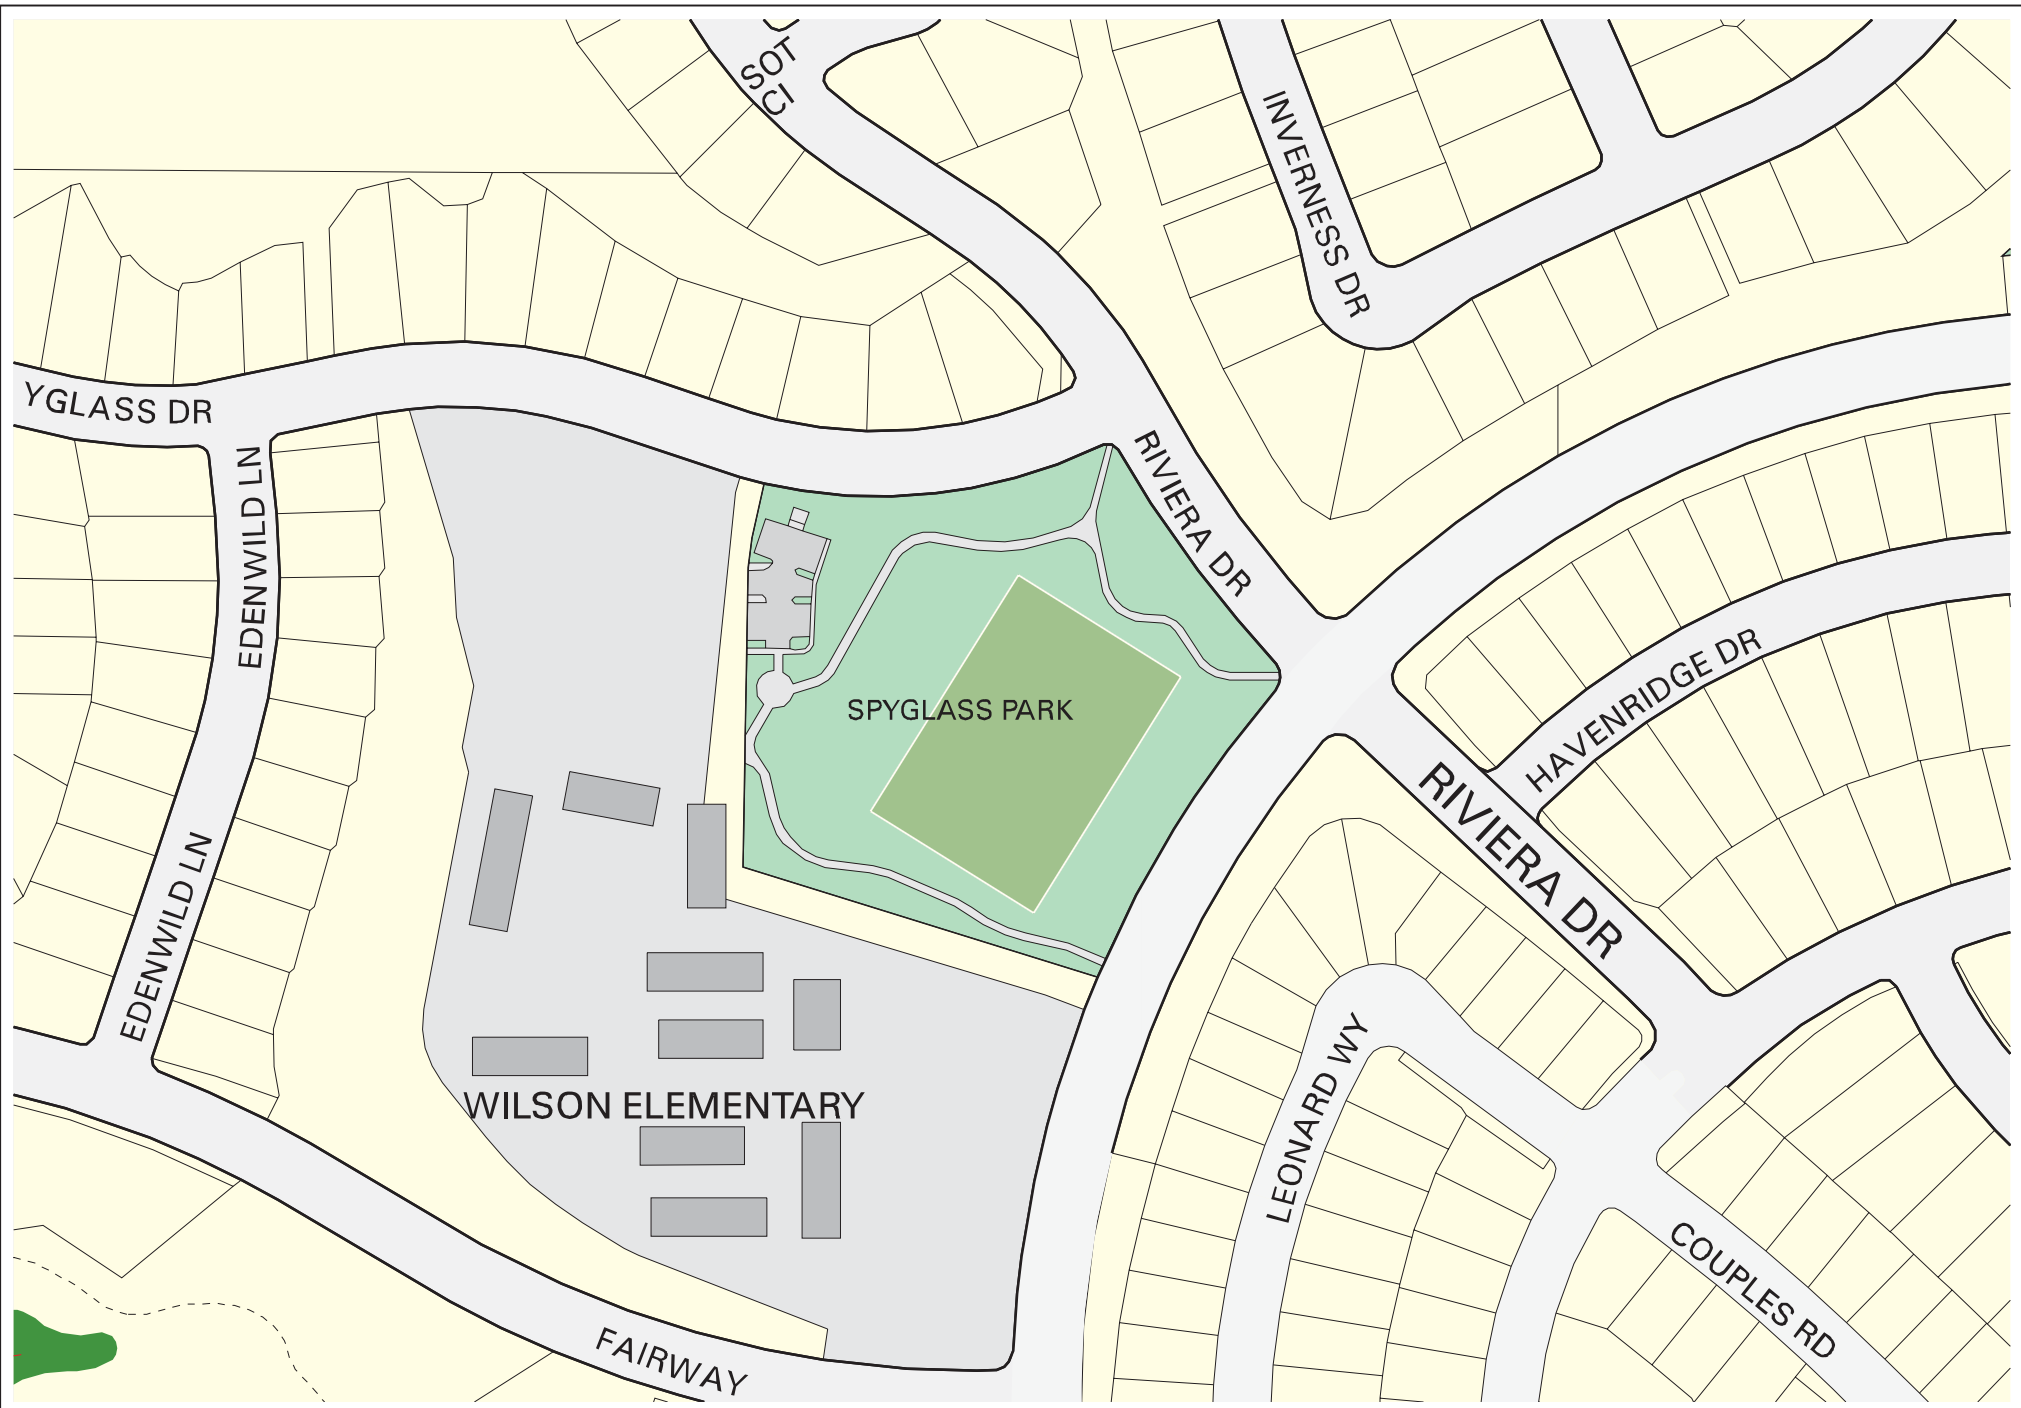 SOT
CT
INVERNESS DR
YGLASS DR
EDENWILD LN
RIVIERA DR
HAVENRIDGE DR
SPYGLASS PARK
RIVIERA DR
EDENWILD LN
LEONARD WY
WILSON ELEMENTARY
COUPLES RD
FAIRWAY